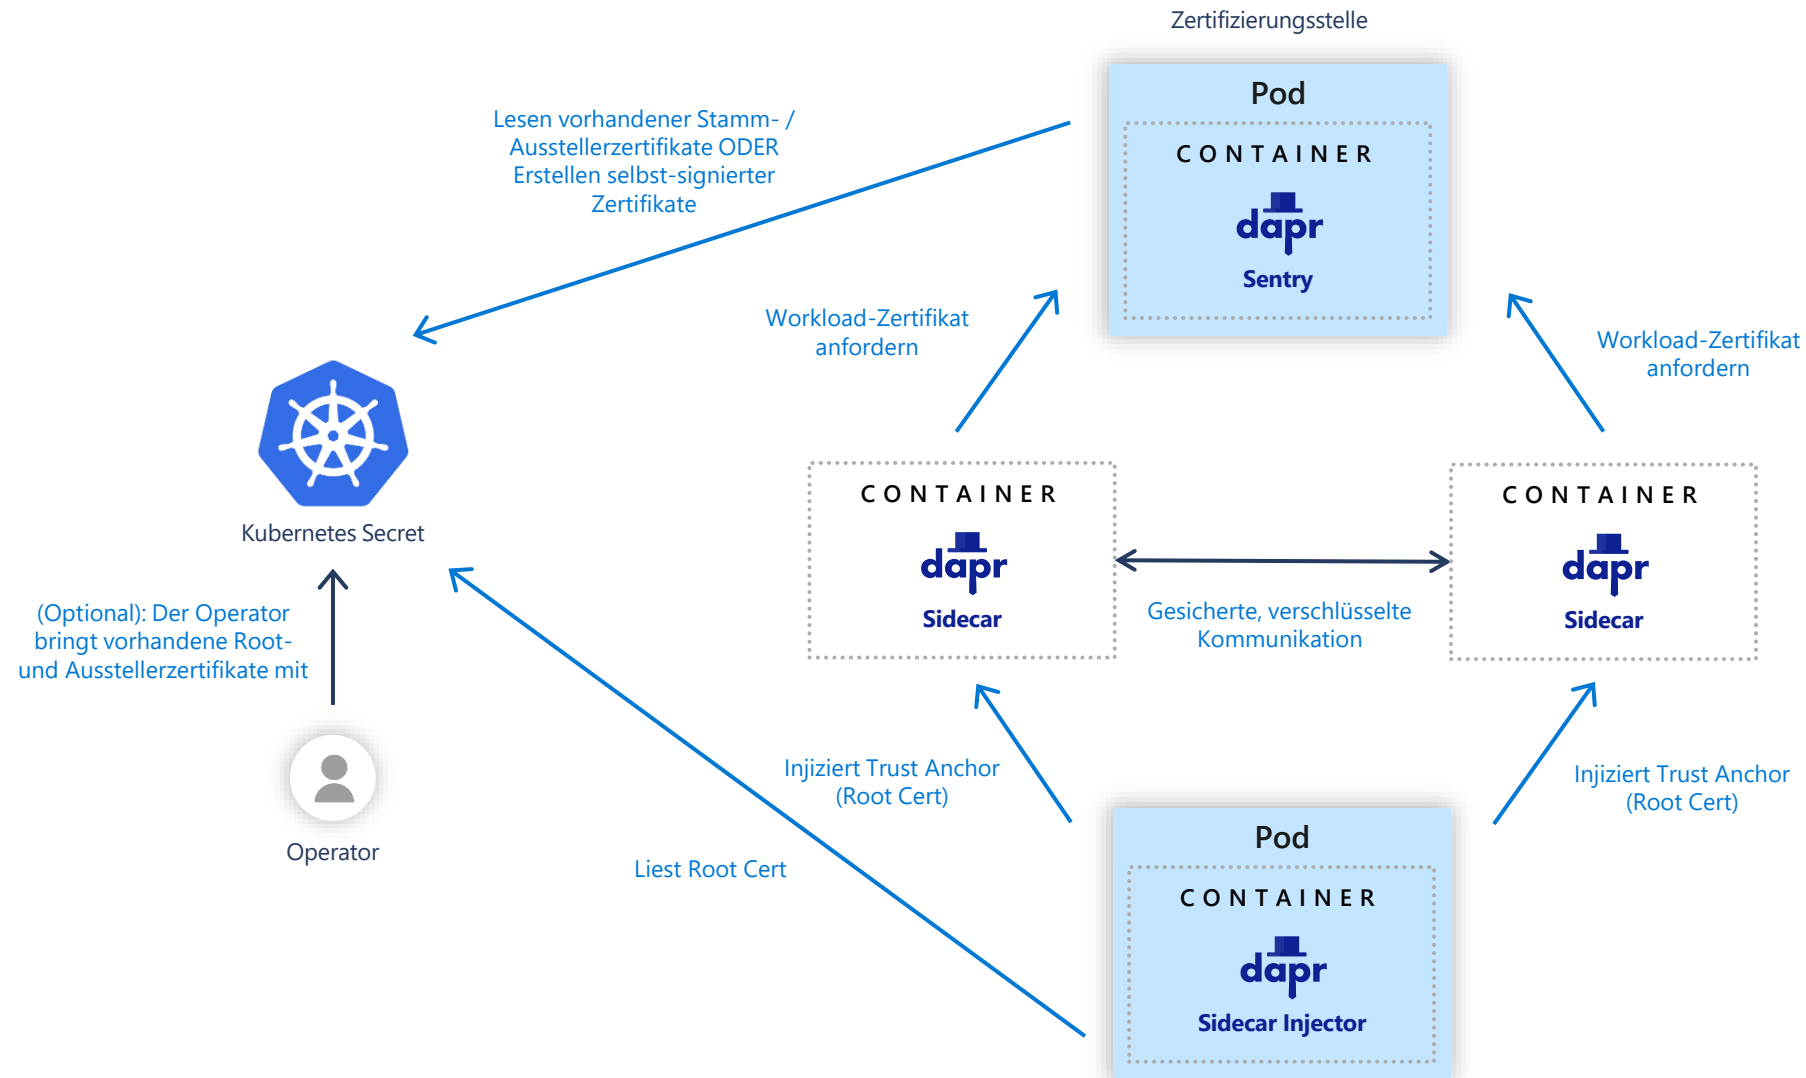 Zertifizierungsstelle
Pod
CONTAINER
dapr
Sentry
Lesen vorhandener Stamm- /
Ausstellerzertifikate ODER
Erstellen selbst-signierter
Zertifikate
Workload-Zertifikat
anfordern
Workload-Zertifikat
anfordern
Kubernetes Secret
CONTAINER
dapr
Sidecar
Gesicherte, verschlüsselte
Kommunikation
CONTAINER
dapr
Sidecar
(Optional): Der Operator
bringt vorhandene Root-
und Ausstellerzertifikate mit
Operator
Injiziert Trust Anchor
(Root Cert)
Injiziert Trust Anchor
(Root Cert)
Liest Root Cert
Pod
CONTAINER
dapr
Sidecar Injector